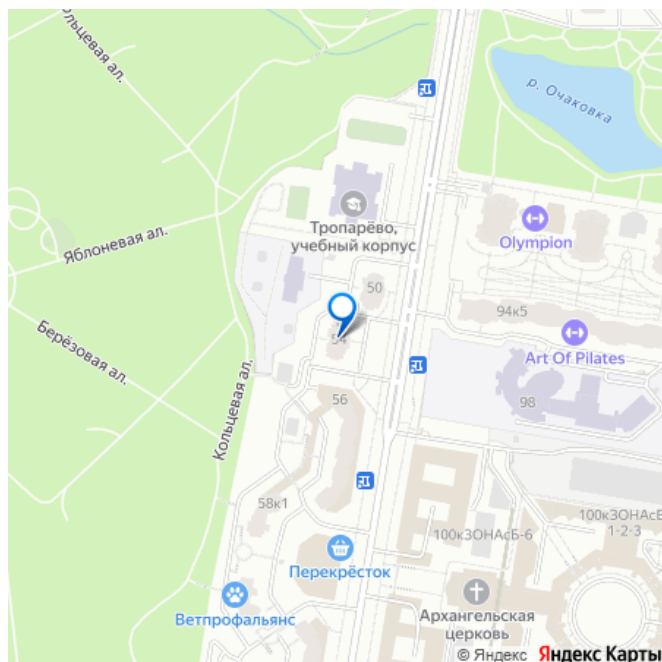 Кольцевая ал.
р. Очаковка
Тропарёво,
учебный корпус
Olympion
Яблоневая ал.
50
94к5
54
Берёзовая ал.
Art Of Pilates
Кольцевая ал.
56
98
58к1
100кЗОНАсБ-6
100кЗОНАсБ
1-2-3
Перекрёсток
Ветпрофальянс
Архангельская
церковь
© Яндекс Яндекс Карты